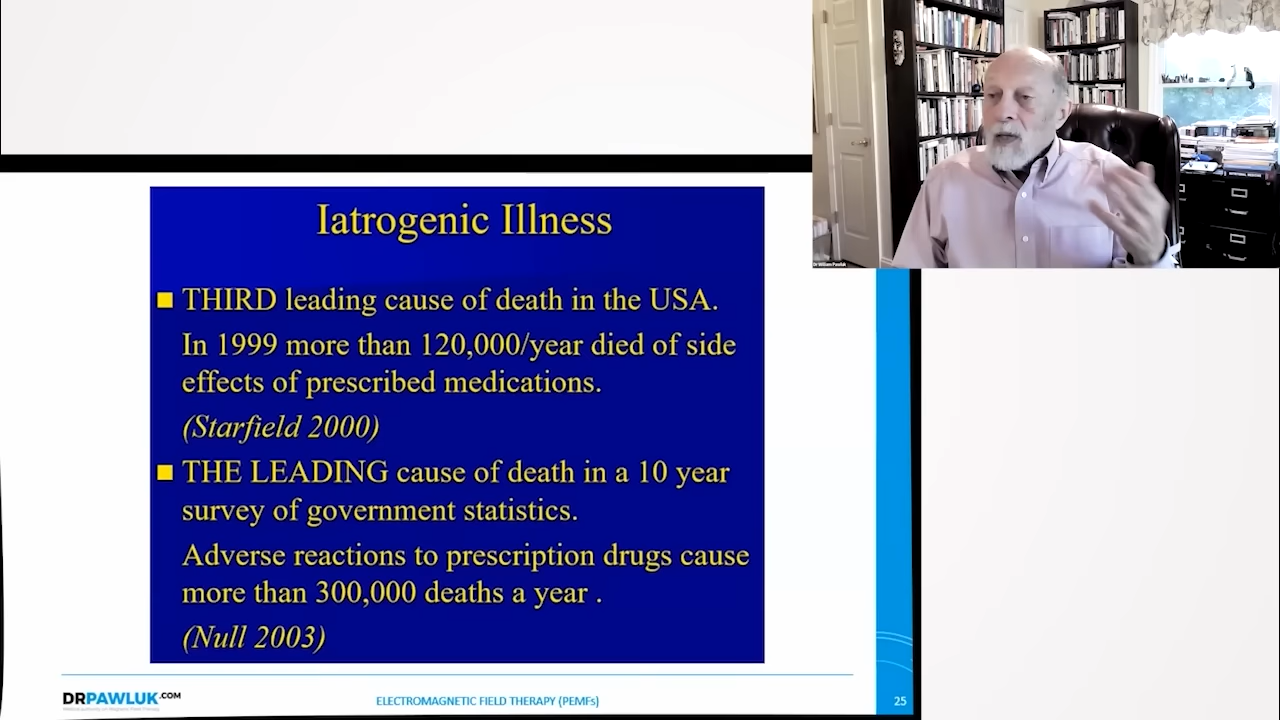 Iatrogenic Illness
THIRD leading cause of death in the USA.
In 1999 more than 120,000/year died of side
effects of prescribed medications.
(Starfield 2000)
THE LEADING cause of death in a 10 year
survey of government statistics.
Adverse reactions to prescription drugs cause
more than 300,000 deaths a year .
(Null 2003)
DRPAWLUK.COM
ELECTROMAGNETIC FIELD THERAPY (PEMFs)
25
Dr William Pawluk